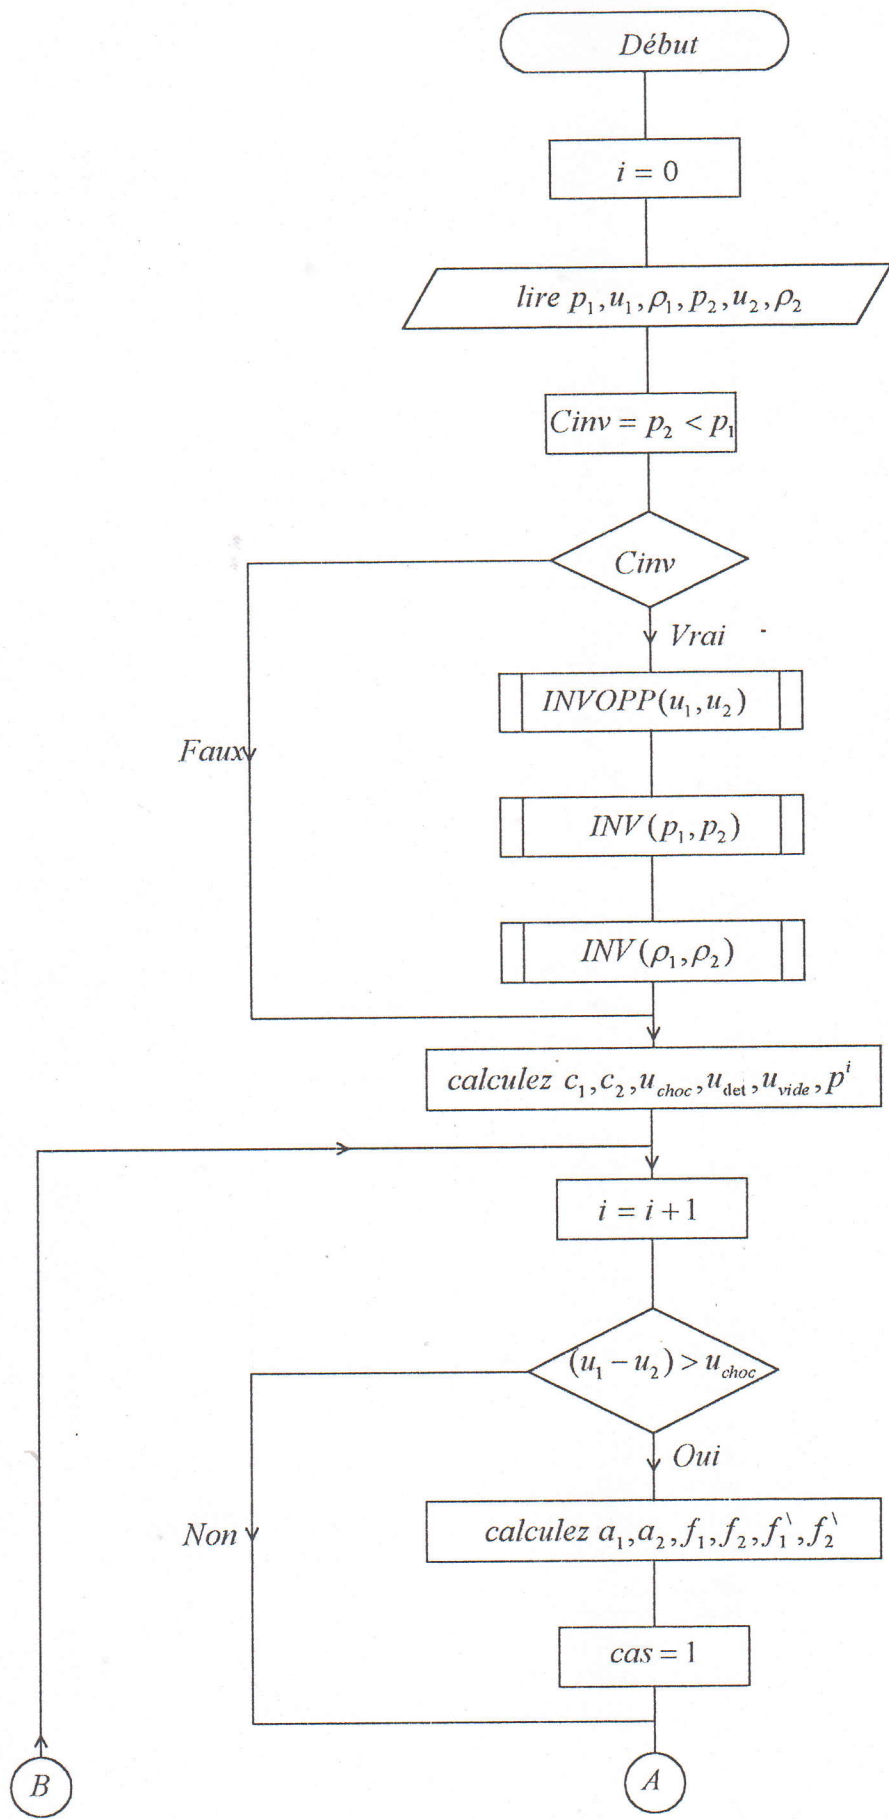 Début
i = 0
lire p₁, u₁, ρ₁, p₂, u₂, ρ₂
Cinv = p₂ < p₁
Cinv
Vrai
INVOPP(u₁, u₂)
Faux
INV(p₁, p₂)
INV(ρ₁, ρ₂)
calculez c₁, c₂, u_choc, u_det, u_vide, pⁱ
i = i + 1
(u₁ − u₂) > u_choc
Oui
Non
calculez a₁, a₂, f₁, f₂, f₁^\, f₂^\
cas = 1
B
A